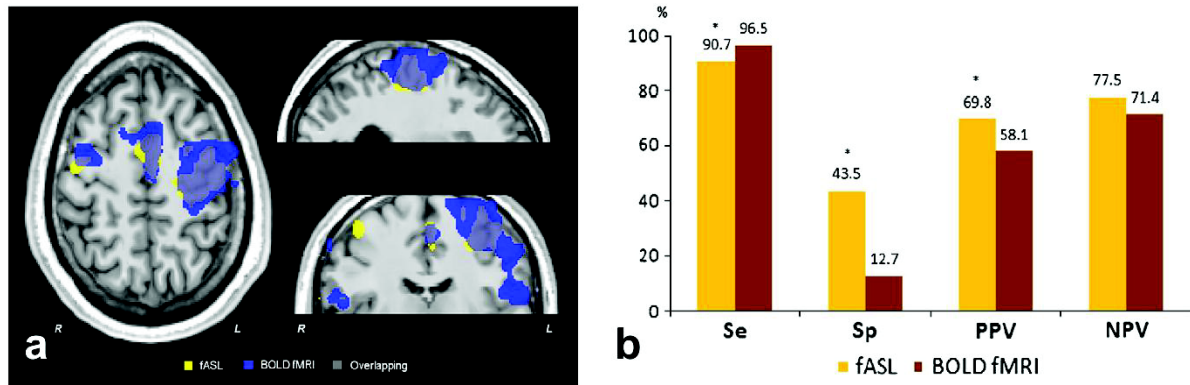 R
L
R
L
fASL
BOLD fMRI
Overlapping
a
%
100
80
60
40
20
0
*
90.7
96.5
*
43.5
12.7
*
69.8
58.1
77.5
71.4
Se
Sp
PPV
NPV
fASL
BOLD fMRI
b